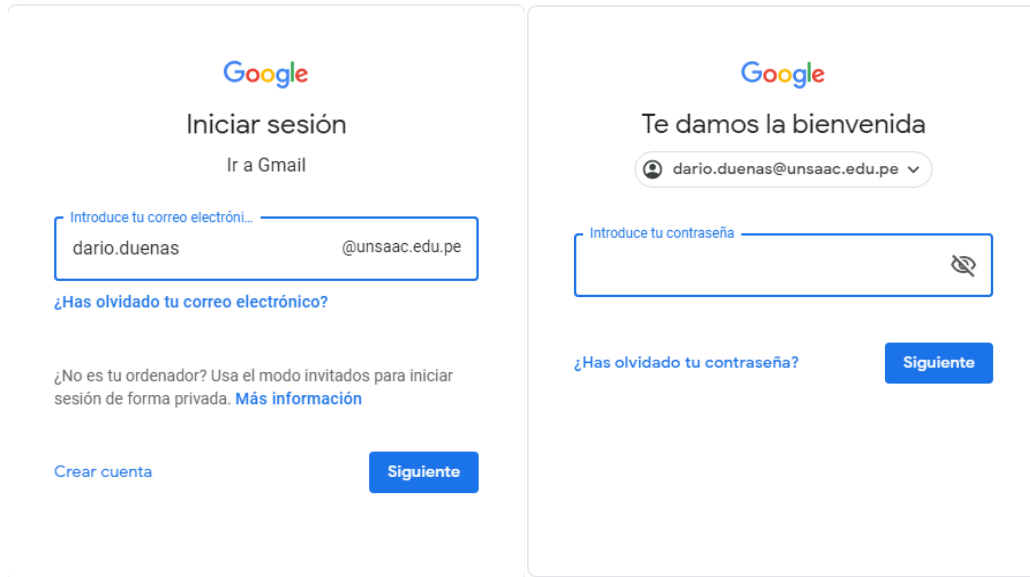 Google
Iniciar sesión
Ir a Gmail
Introduce tu correo electróni...
dario.duenas @unsaac.edu.pe
¿Has olvidado tu correo electrónico?
¿No es tu ordenador? Usa el modo invitados para iniciar
sesión de forma privada. Más información
Crear cuenta Siguiente
Google
Te damos la bienvenida
dario.duenas@unsaac.edu.pe
Introduce tu contraseña
¿Has olvidado tu contraseña? Siguiente